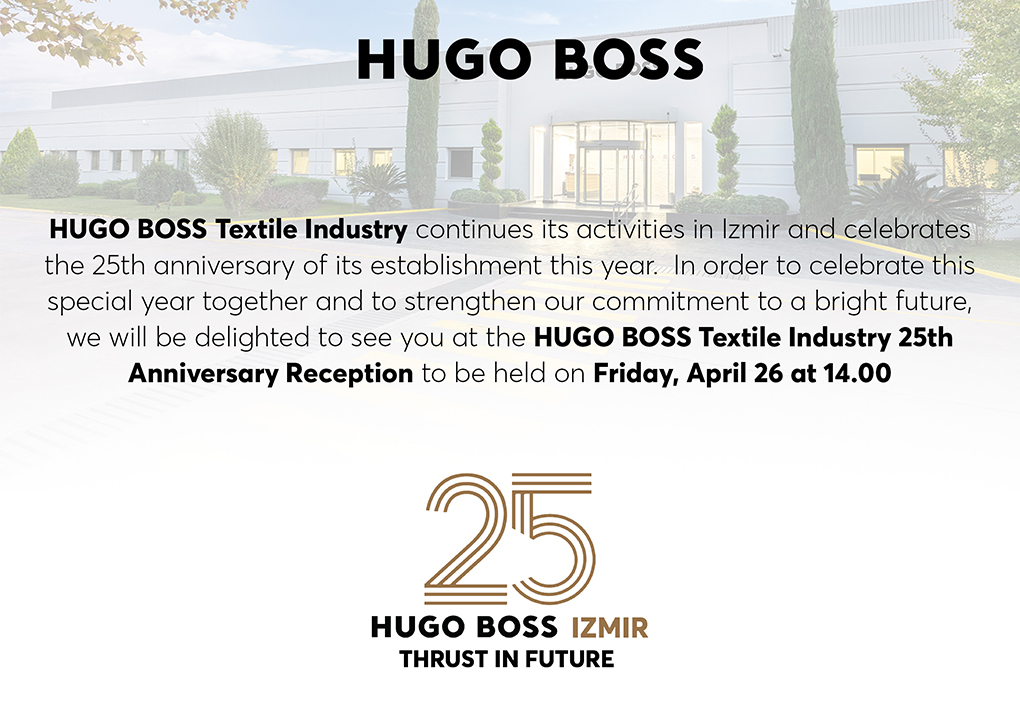 HUGO BOSS
HUGO BOSS Textile Industry continues its activities in Izmir and celebrates
the 25th anniversary of its establishment this year.  In order to celebrate this
special year together and to strengthen our commitment to a bright future,
we will be delighted to see you at the HUGO BOSS Textile Industry 25th
Anniversary Reception to be held on Friday, April 26 at 14.00
25
HUGO BOSS IZMIR
THRUST IN FUTURE